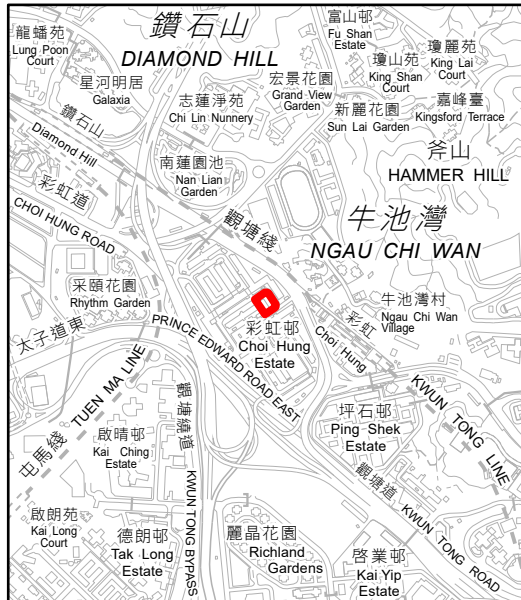 鑽石山
DIAMOND HILL
龍蟠苑
Lung Poon
Court
星河明居
Galaxia
鑽石山
Diamond Hill
志蓮淨苑
Chi Lin Nunnery
南蓮園池
Nan Lian
Garden
富山邨
Fu Shan
Estate
宏景花園
Grand View
Garden
瓊山苑
King Shan
Court
瓊麗苑
King Lai
Court
新麗花園
Sun Lai Garden
嘉峰臺
Kingsford Terrace
斧山
HAMMER HILL
牛池灣
NGAU CHI WAN
彩虹道
CHOI HUNG ROAD
觀塘綫
采頤花園
Rhythm Garden
太子道東
PRINCE EDWARD ROAD EAST
彩虹邨
Choi Hung
Estate
彩虹
Choi Hung
牛池灣村
Ngau Chi Wan
Village
KWUN TONG LINE
屯馬綫
TUEN MA LINE
觀塘繞道
KWUN TONG BYPASS
啟晴邨
Kai Ching
Estate
坪石邨
Ping Shek
Estate
觀塘道
KWUN TONG ROAD
啟朗苑
Kai Long
Court
德朗邨
Tak Long
Estate
麗晶花園
Richland
Gardens
啓業邨
Kai Yip
Estate